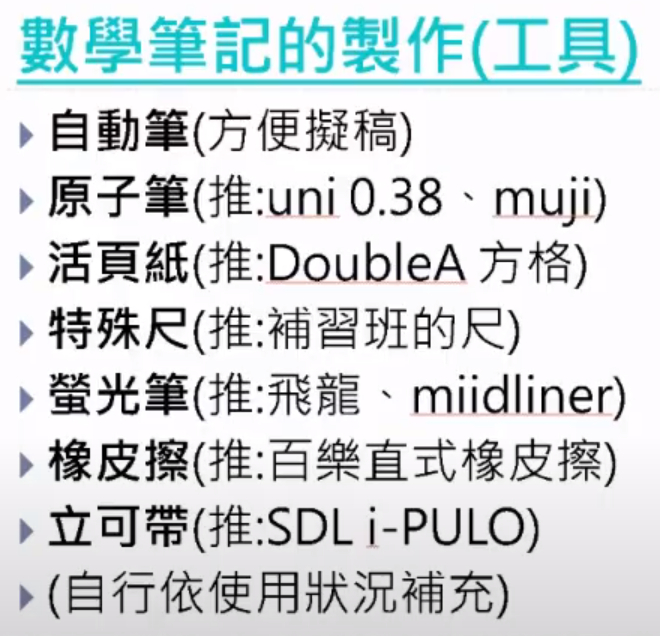 數學筆記的製作(工具)
自動筆(方便擬稿)
原子筆(推:uni 0.38、muji)
活頁紙(推:DoubleA 方格)
特殊尺(推:補習班的尺)
螢光筆(推:飛龍、miidliner)
橡皮擦(推:百樂直式橡皮擦)
立可帶(推:SDL i-PULO)
(自行依使用狀況補充)